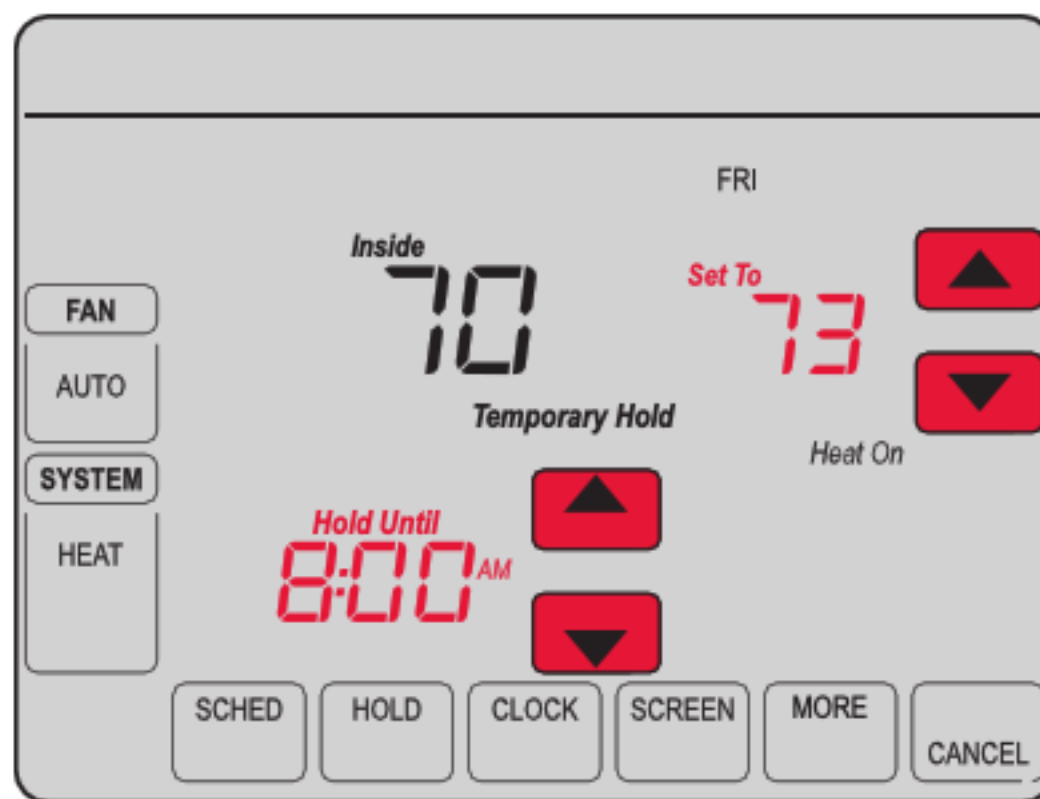 FRI
Inside
70
Set To
73
FAN
AUTO
Temporary Hold
Heat On
SYSTEM
HEAT
Hold Until
8:00 AM
SCHED HOLD CLOCK SCREEN MORE CANCEL